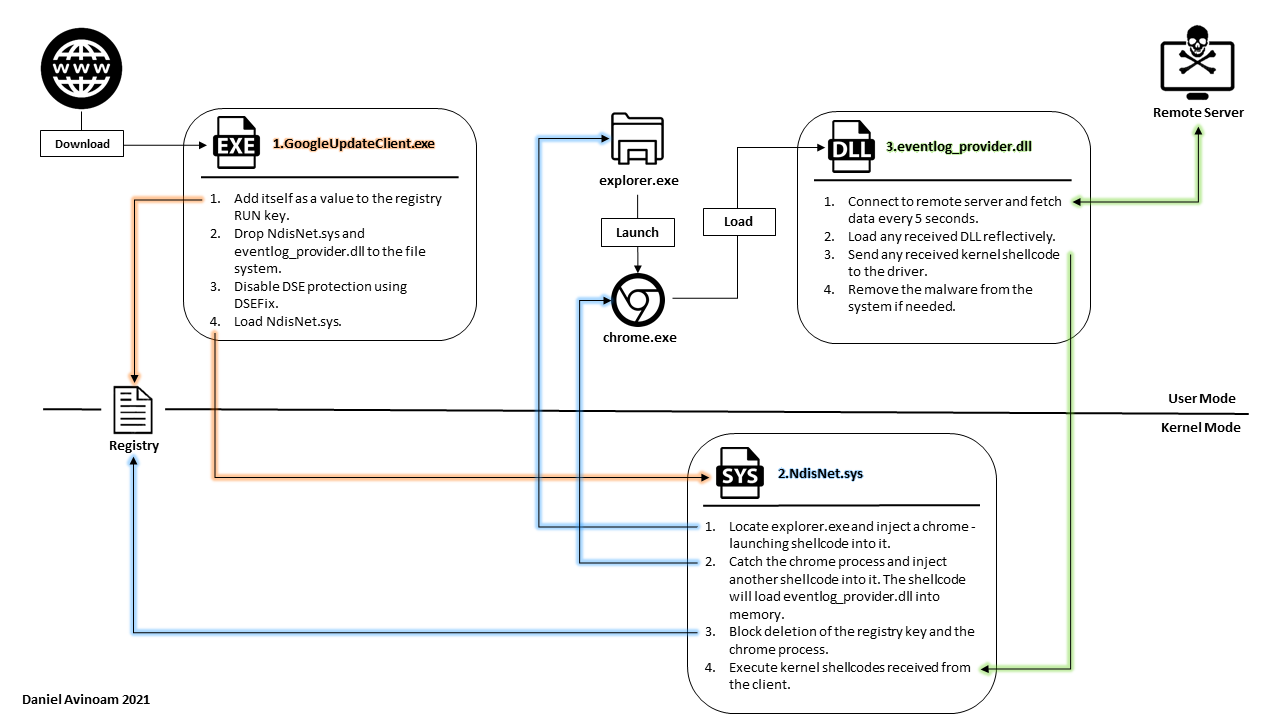 WWW
Download
EXE
1.GoogleUpdateClient.exe
1. Add itself as a value to the registry
RUN key.
2. Drop NdisNet.sys and
eventlog_provider.dll to the file
system.
3. Disable DSE protection using
DSEFix.
4. Load NdisNet.sys.
explorer.exe
Launch
chrome.exe
Load
DLL
3.eventlog_provider.dll
1. Connect to remote server and fetch
data every 5 seconds.
2. Load any received DLL reflectively.
3. Send any received kernel shellcode
to the driver.
4. Remove the malware from the
system if needed.
Remote Server
Registry
User Mode
Kernel Mode
SYS
2.NdisNet.sys
1. Locate explorer.exe and inject a chrome -
launching shellcode into it.
2. Catch the chrome process and inject
another shellcode into it. The shellcode
will load eventlog_provider.dll into
memory.
3. Block deletion of the registry key and the
chrome process.
4. Execute kernel shellcodes received from
the client.
Daniel Avinoam 2021